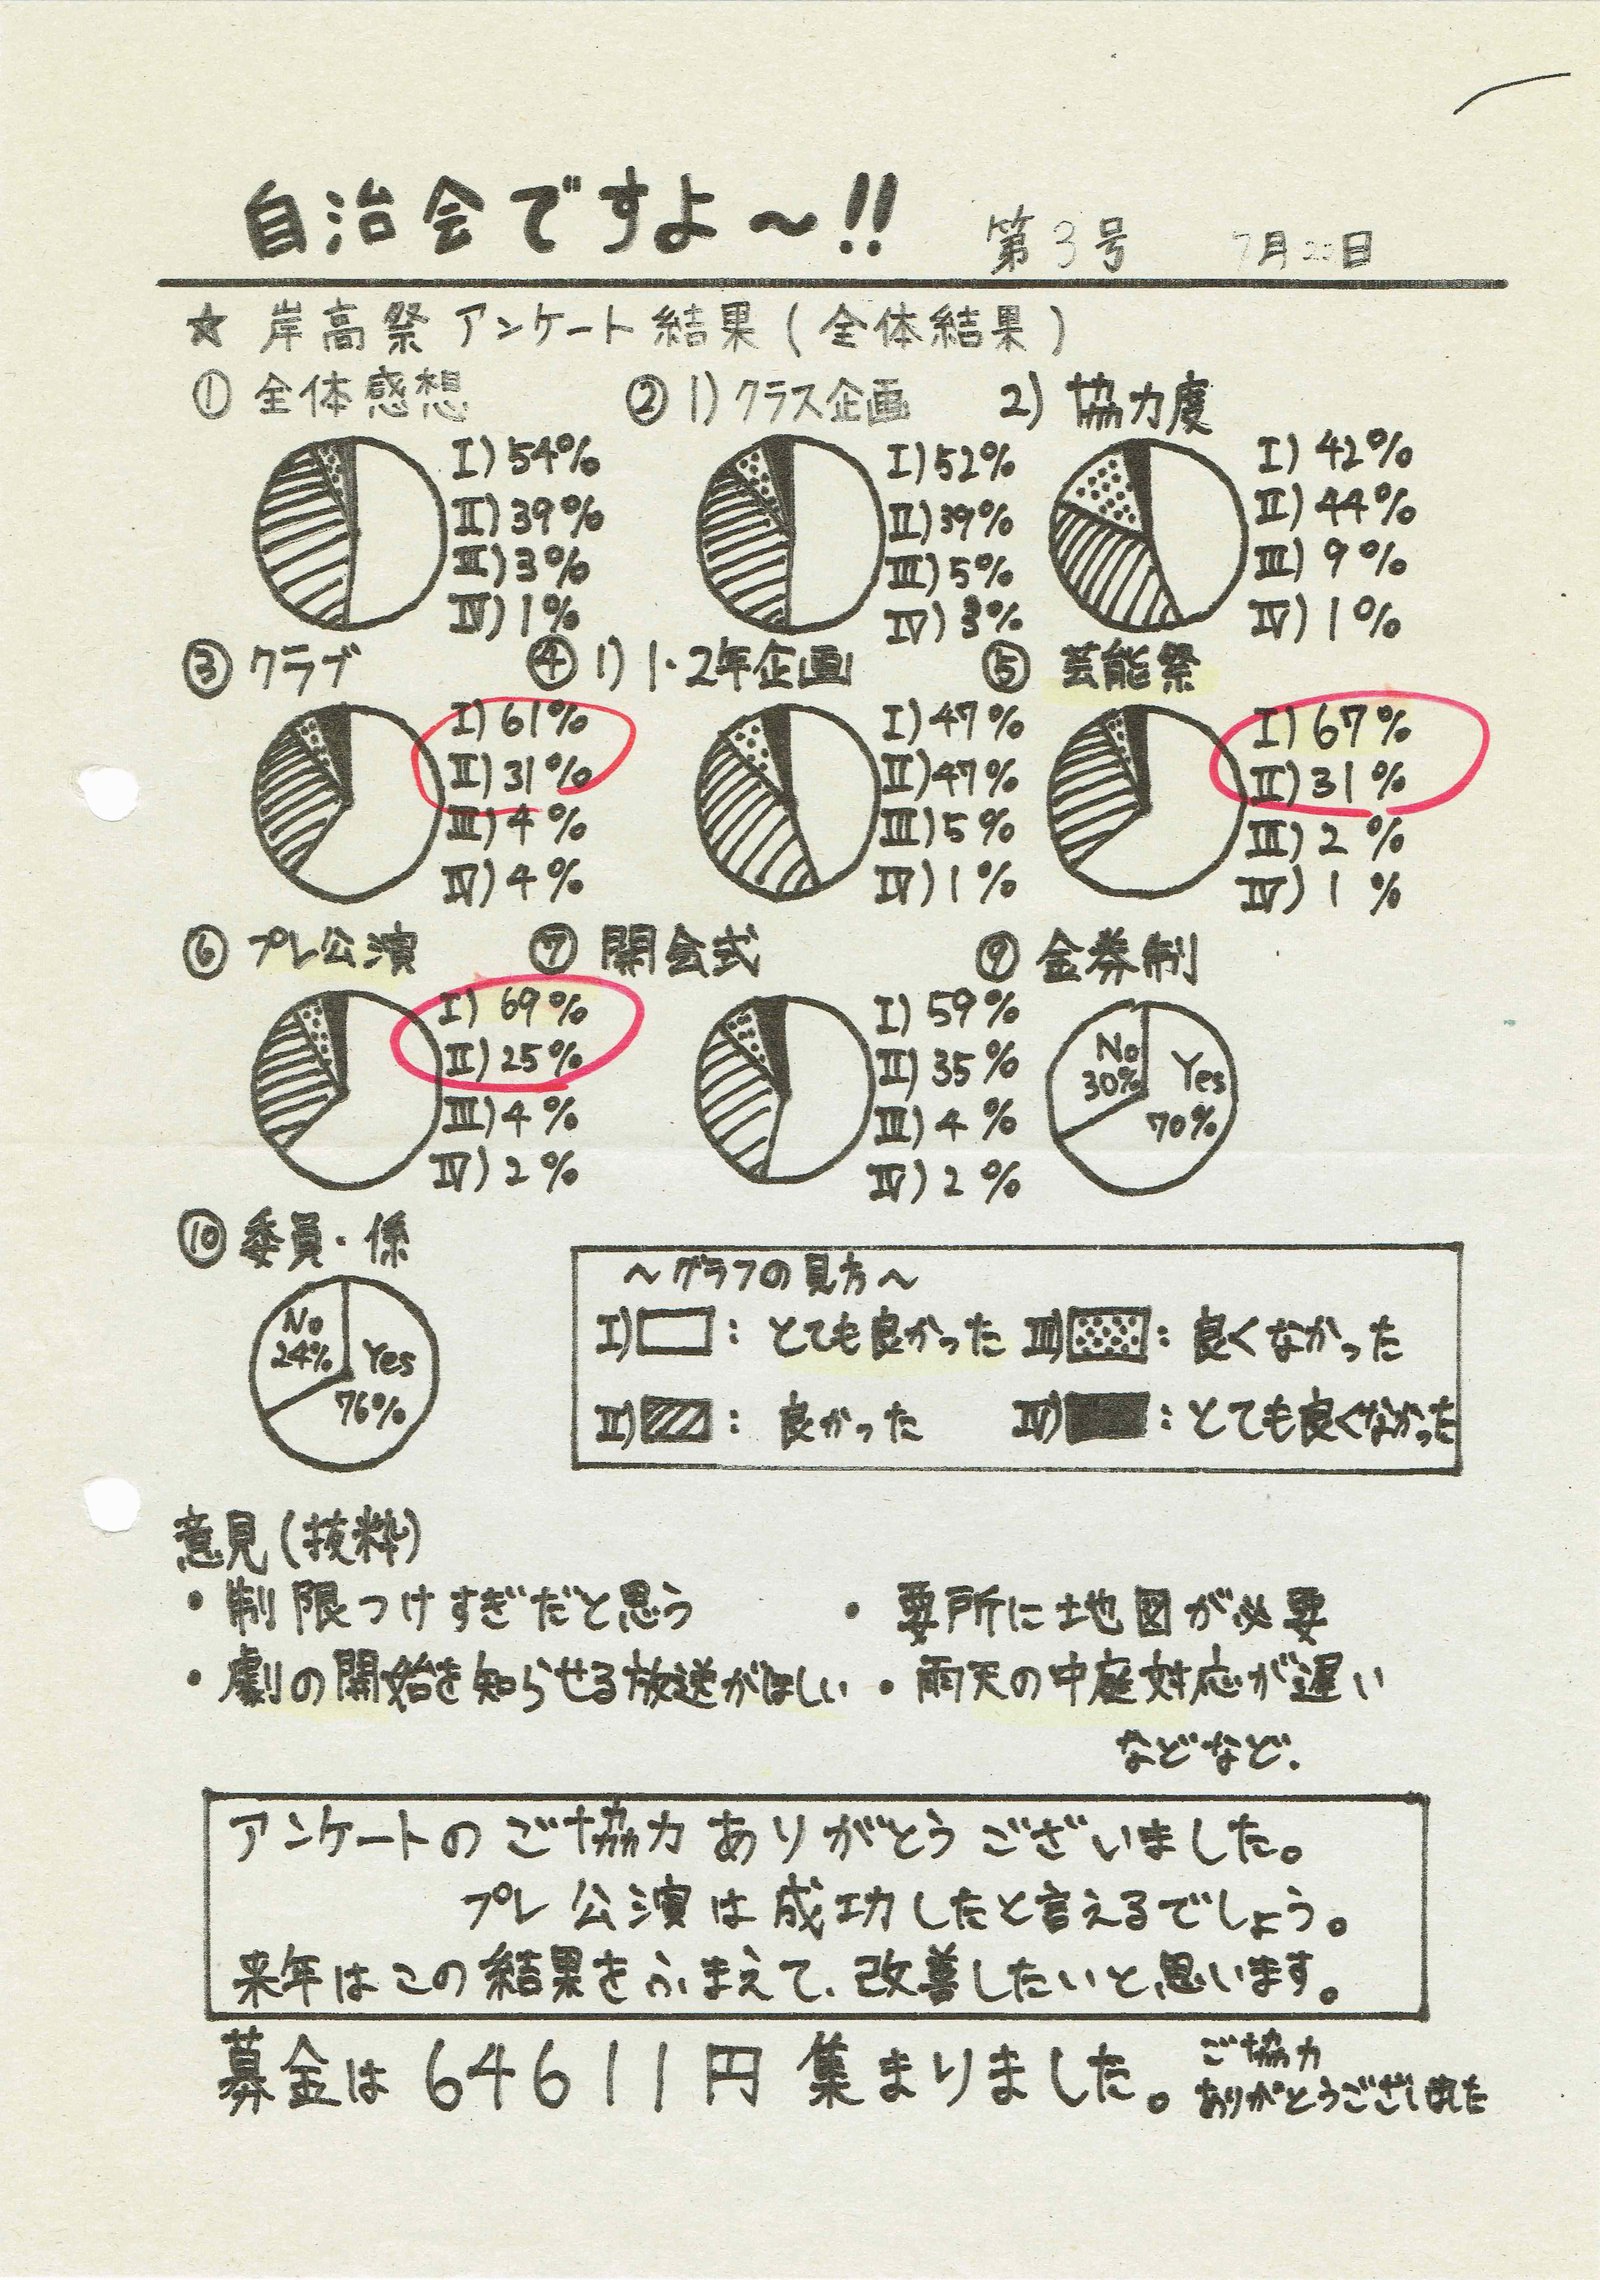 自治会ですよ～!! 第3号 7月20日
☆ 岸高祭アンケート結果(全体結果)
① 全体感想
I) 54%
II) 39%
III) 3%
IV) 1%
② 1) クラス企画
I) 52%
II) 39%
III) 5%
IV) 3%
2) 協力度
I) 42%
II) 44%
III) 9%
IV) 1%
③ クラブ
I) 61%
II) 31%
III) 4%
IV) 4%
④ 1) 1・2年企画
I) 47%
II) 47%
III) 5%
IV) 1%
⑤ 芸能祭
I) 67%
II) 31%
III) 2%
IV) 1%
⑥ プレ公演
I) 69%
II) 25%
III) 4%
IV) 2%
⑦ 開会式
I) 59%
II) 35%
III) 4%
IV) 2%
⑨ 金券制
No 30%
Yes 70%
⑩ 委員・係
No 24%
Yes 76%
～グラフの見方～
I) : とても良かった III) : 良くなかった
II) : 良かった IV) : とても良くなかった
意見(抜粋)
・制限つけすぎだと思う ・要所に地図が必要
・劇の開始を知らせる放送がほしい ・雨天の中庭対応が遅い
などなど.
アンケートのご協力ありがとうございました。
プレ公演は成功したと言えるでしょう。
来年はこの結果をふまえて、改善したいと思います。
募金は64611円集まりました。
ご協力
ありがとうございました